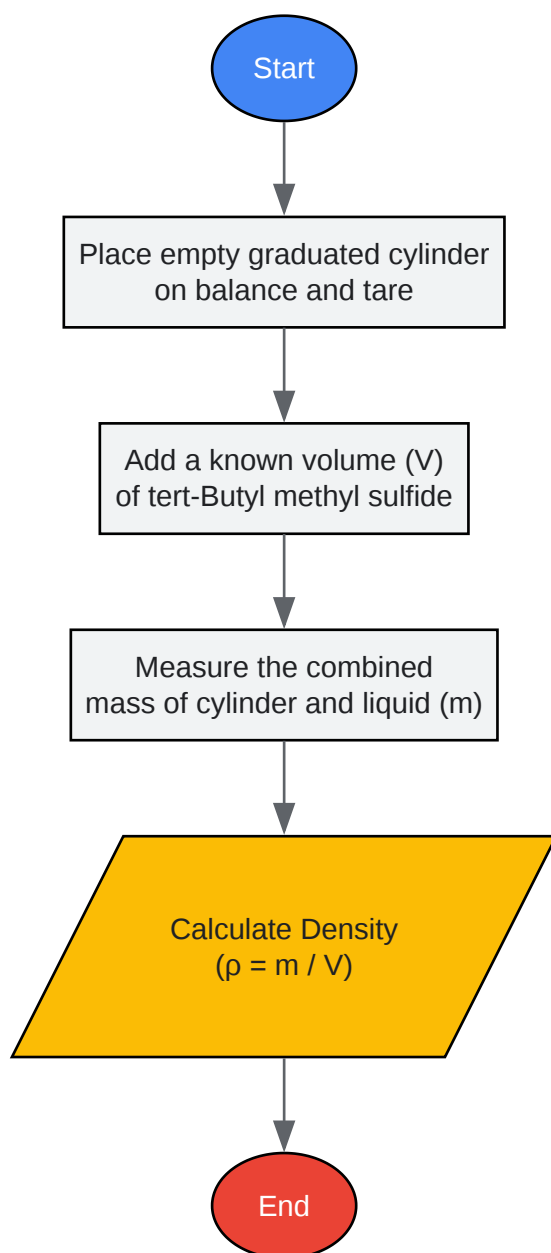 Start
Place empty graduated cylinder
on balance and tare
Add a known volume (V)
of tert-Butyl methyl sulfide
Measure the combined
mass of cylinder and liquid (m)
Calculate Density
(ρ = m / V)
End